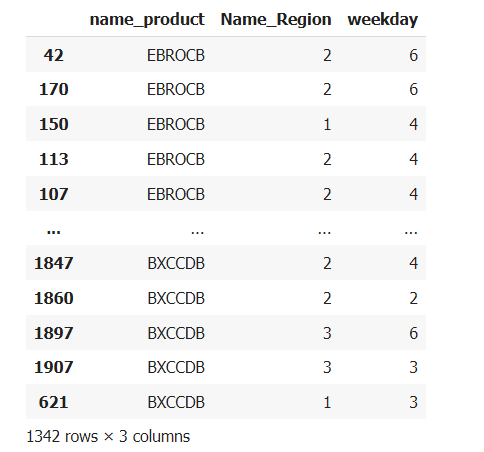 name_product Name_Region weekday
42 EBROCB 2 6
170 EBROCB 2 6
150 EBROCB 1 4
113 EBROCB 2 4
107 EBROCB 2 4
... ... ... ...
1847 BXCCDB 2 4
1860 BXCCDB 2 2
1897 BXCCDB 3 6
1907 BXCCDB 3 3
621 BXCCDB 1 3
1342 rows × 3 columns